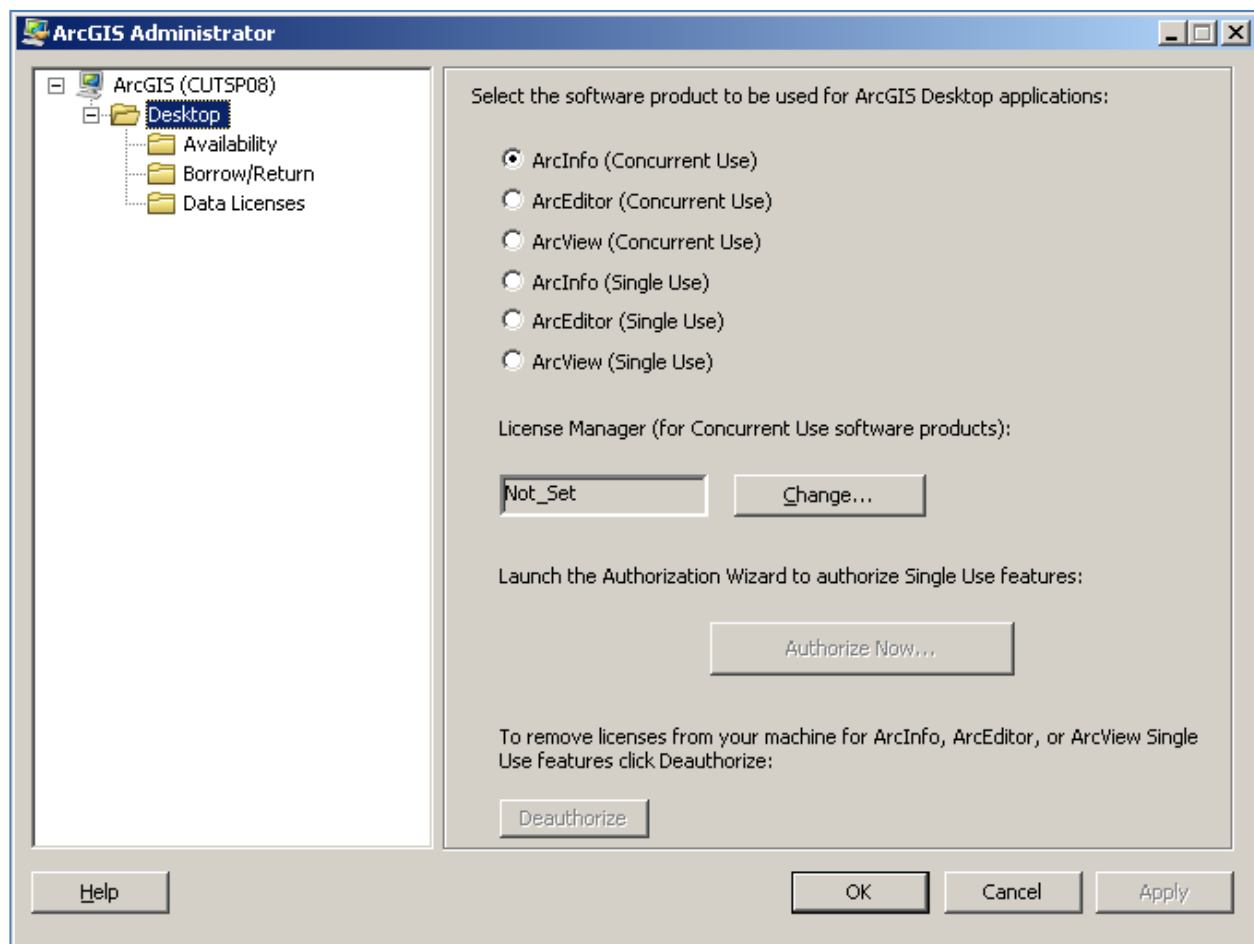 ArcGIS Administrator
ArcGIS (CUTSP08)
Desktop
Availability
Borrow/Return
Data Licenses
Select the software product to be used for ArcGIS Desktop applications:
ArcInfo (Concurrent Use)
ArcEditor (Concurrent Use)
ArcView (Concurrent Use)
ArcInfo (Single Use)
ArcEditor (Single Use)
ArcView (Single Use)
License Manager (for Concurrent Use software products):
Not_Set
Change...
Launch the Authorization Wizard to authorize Single Use features:
Authorize Now...
To remove licenses from your machine for ArcInfo, ArcEditor, or ArcView Single
Use features click Deauthorize:
Deauthorize
Help
OK
Cancel
Apply